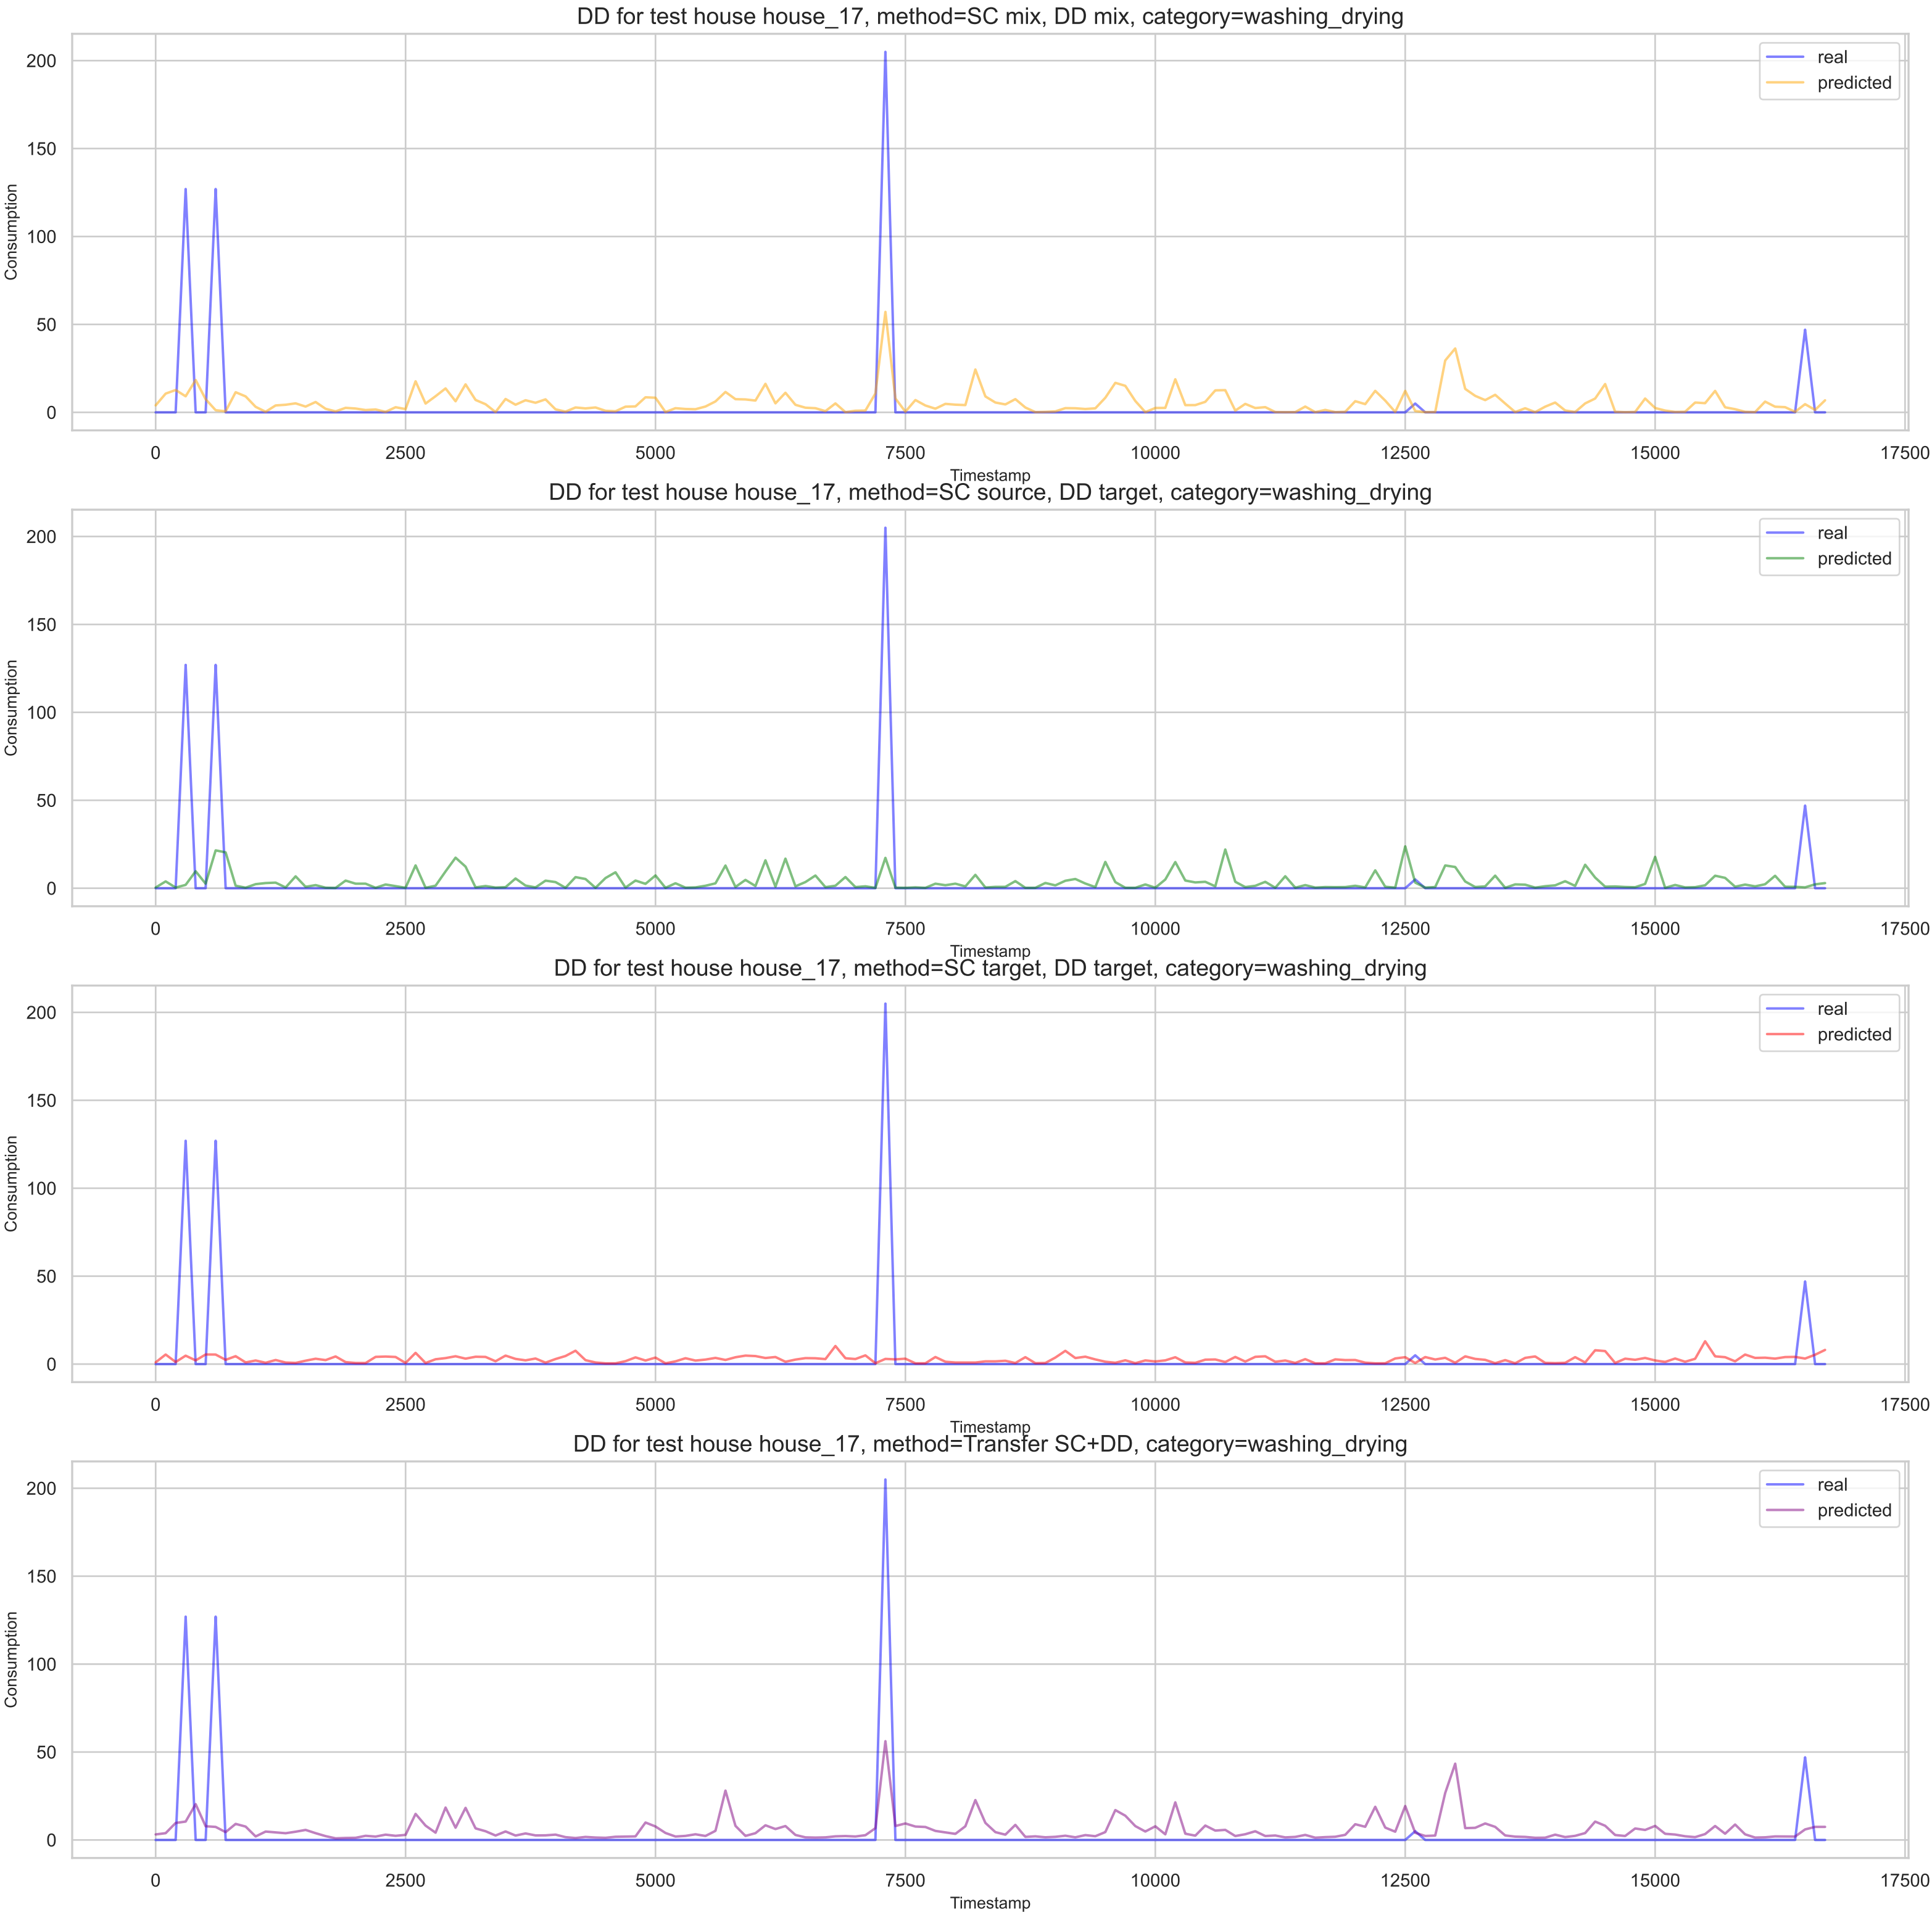 DD for test house house_17, method=SC mix, DD mix, category=washing_drying
real
predicted
Consumption
200
150
100
50
0
0 2500 5000 7500 10000 12500 15000 17500
Timestamp
DD for test house house_17, method=SC source, DD target, category=washing_drying
real
predicted
Consumption
200
150
100
50
0
0 2500 5000 7500 10000 12500 15000 17500
Timestamp
DD for test house house_17, method=SC target, DD target, category=washing_drying
real
predicted
Consumption
200
150
100
50
0
0 2500 5000 7500 10000 12500 15000 17500
Timestamp
DD for test house house_17, method=Transfer SC+DD, category=washing_drying
real
predicted
Consumption
200
150
100
50
0
0 2500 5000 7500 10000 12500 15000 17500
Timestamp